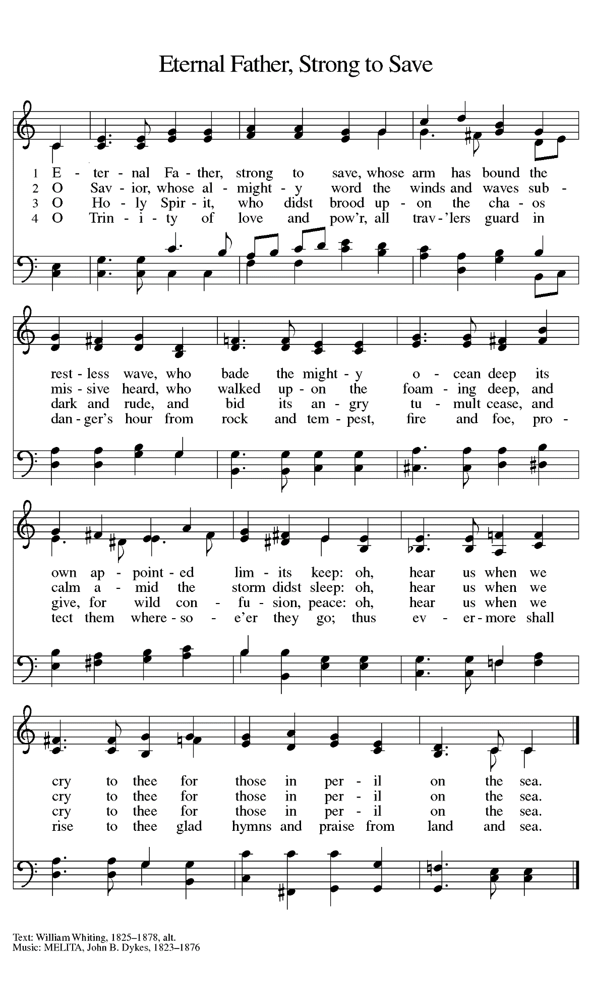 Eternal Father, Strong to Save
1 E - ter - nal Fa - ther, strong to save, whose arm has bound the
2 O Sav - ior, whose al - might - y word the winds and waves sub -
3 O Ho - ly Spir - it, who didst brood up - on the cha - os
4 O Trin - i - ty of love and pow'r, all trav - 'lers guard in
rest - less wave, who bade the might - y o - cean deep its
mis - sive heard, who walked up - on the foam - ing deep, and
dark and rude, and bid its an - gry tu - mult cease, and
dan - ger's hour from rock and tem - pest, fire and foe, pro -
own ap - point - ed lim - its keep: oh, hear us when we
calm a - mid the storm didst sleep: oh, hear us when we
give, for wild con - fu - sion, peace: oh, hear us when we
tect them where - so - e'er they go; thus ev - er - more shall
cry to thee for those in per - il on the sea.
cry to thee for those in per - il on the sea.
cry to thee for those in per - il on the sea.
rise to thee glad hymns and praise from land and sea.
Text: William Whiting, 1825–1878, alt.
Music: MELITA, John B. Dykes, 1823–1876